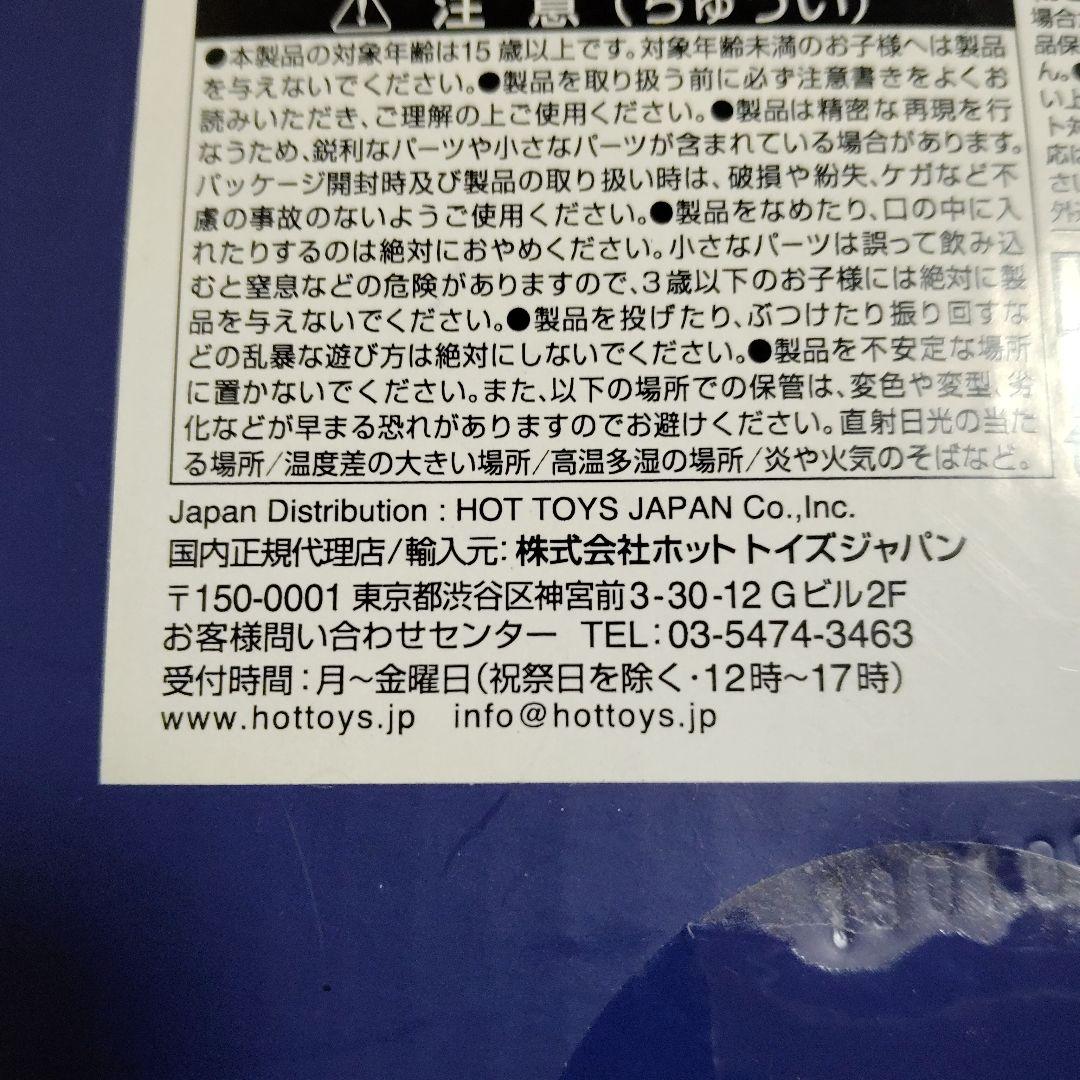 ⚠ 注 意 (ちゅうい)
●本製品の対象年齢は15歳以上です。対象年齢未満のお子様へは製品
を与えないでください。●製品を取り扱う前に必ず注意書きをよくお
読みいただき、ご理解の上ご使用ください。●製品は精密な再現を行
なうため、鋭利なパーツや小さなパーツが含まれている場合があります。
パッケージ開封時及び製品の取り扱い時は、破損や紛失、ケガなど不
慮の事故のないようご使用ください。●製品をなめたり、口の中に入
れたりするのは絶対におやめください。小さなパーツは誤って飲み込
むと窒息などの危険がありますので、3歳以下のお子様には絶対に製
品を与えないでください。●製品を投げたり、ぶつけたり振り回すな
どの乱暴な遊び方は絶対にしないでください。●製品を不安定な場所
に置かないでください。また、以下の場所での保管は、変色や変型、劣
化などが早まる恐れがありますのでお避けください。直射日光の当た
る場所/温度差の大きい場所/高温多湿の場所/炎や火気のそばなど。
Japan Distribution : HOT TOYS JAPAN Co.,Inc.
国内正規代理店/輸入元:株式会社ホットトイズジャパン
〒150-0001 東京都渋谷区神宮前3-30-12 Gビル2F
お客様問い合わせセンター TEL:03-5474-3463
受付時間:月~金曜日(祝祭日を除く・12時~17時)
www.hottoys.jp info@hottoys.jp
場合
品保
ん。●
い上
ト対
応は
さい
外